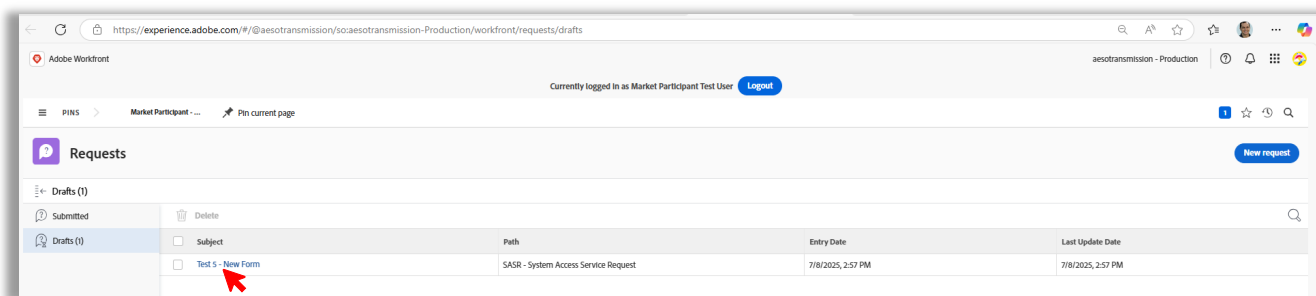 https://experience.adobe.com/#/@aesotransmission/so:aesotransmission-Production/workfront/requests/drafts
Adobe Workfront aesotransmission - Production
Currently logged in as Market Participant Test User Logout
PINS Market Participant - ... Pin current page 1
Requests New request
Drafts (1)
Submitted Delete
Drafts (1) Subject Path Entry Date Last Update Date
Test 5 - New Form SASR - System Access Service Request 7/8/2025, 2:57 PM 7/8/2025, 2:57 PM